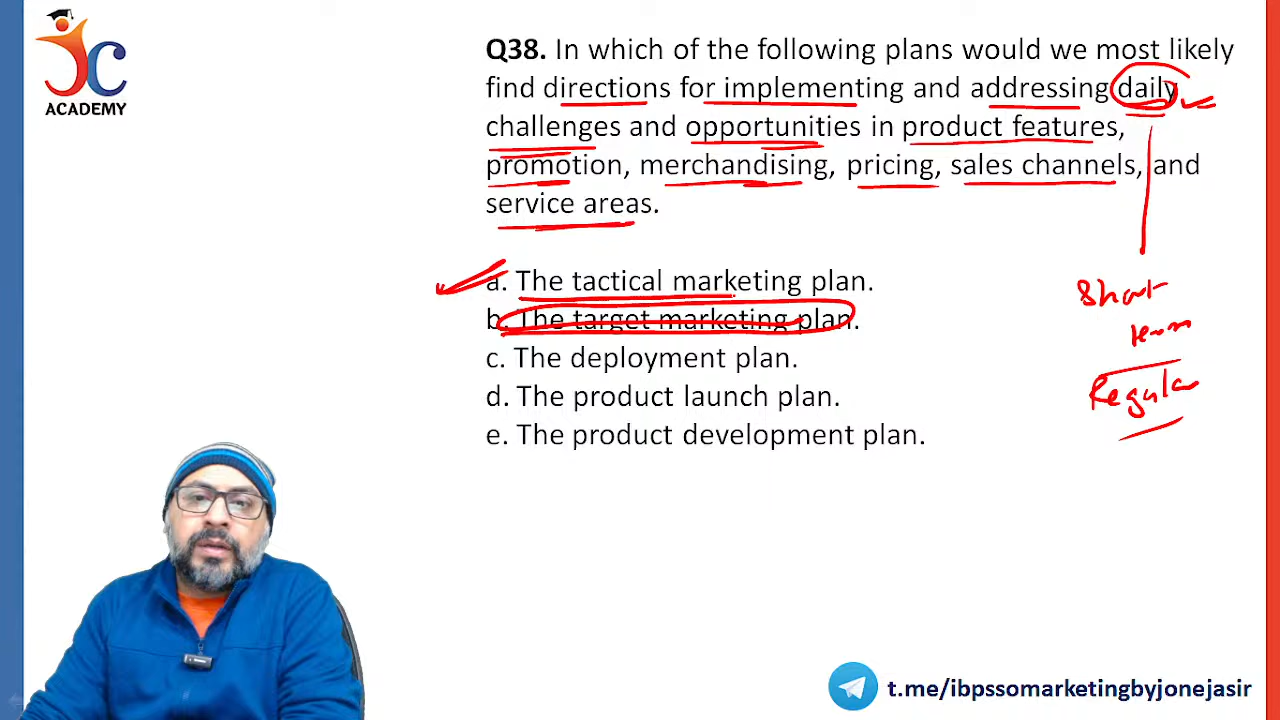 JC
ACADEMY
Q38. In which of the following plans would we most likely
find directions for implementing and addressing daily
challenges and opportunities in product features,
promotion, merchandising, pricing, sales channels, and
service areas.
a. The tactical marketing plan.
b. The target marketing plan.
c. The deployment plan.
d. The product launch plan.
e. The product development plan.
Short
term
Regular
t.me/ibpssomarketingbyjonejasir